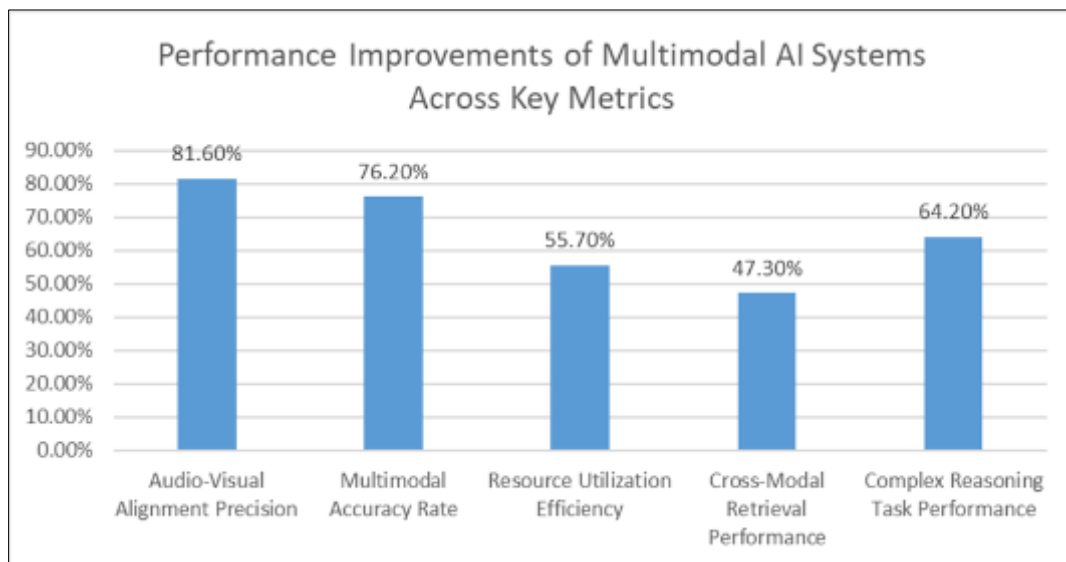 Performance Improvements of Multimodal AI Systems
Across Key Metrics
90.00%
80.00%
70.00%
60.00%
50.00%
40.00%
30.00%
20.00%
10.00%
0.00%
81.60%
76.20%
55.70%
47.30%
64.20%
Audio-Visual
Alignment Precision
Multimodal
Accuracy Rate
Resource Utilization
Efficiency
Cross-Modal
Retrieval
Performance
Complex Reasoning
Task Performance